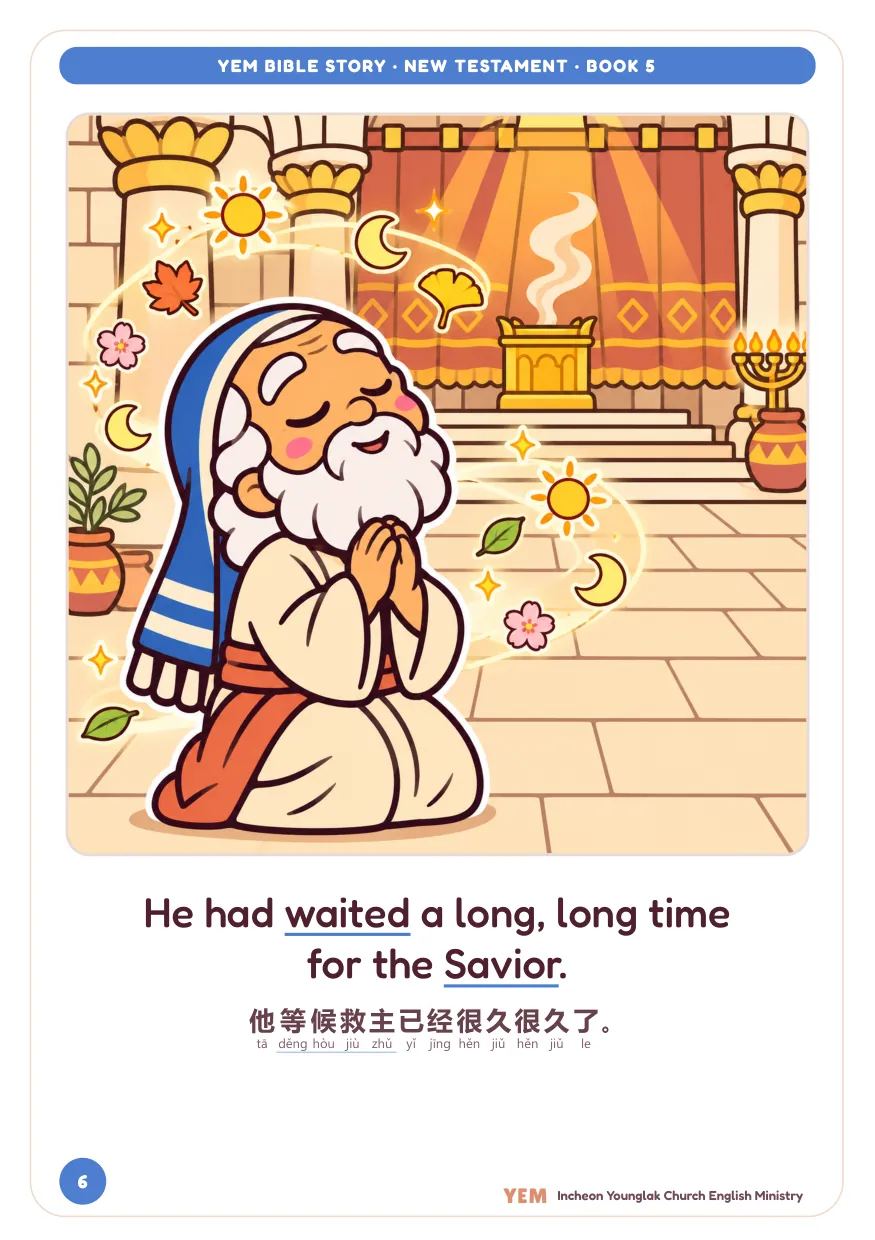 YEM BIBLE STORY · NEW TESTAMENT · BOOK 5
He had waited a long, long time
for the Savior.
他等候救主已经很久很久了。
tā děng hòu jiù zhǔ yǐ jīng hěn jiǔ hěn jiǔ le
6
YEM Incheon Younglak Church English Ministry